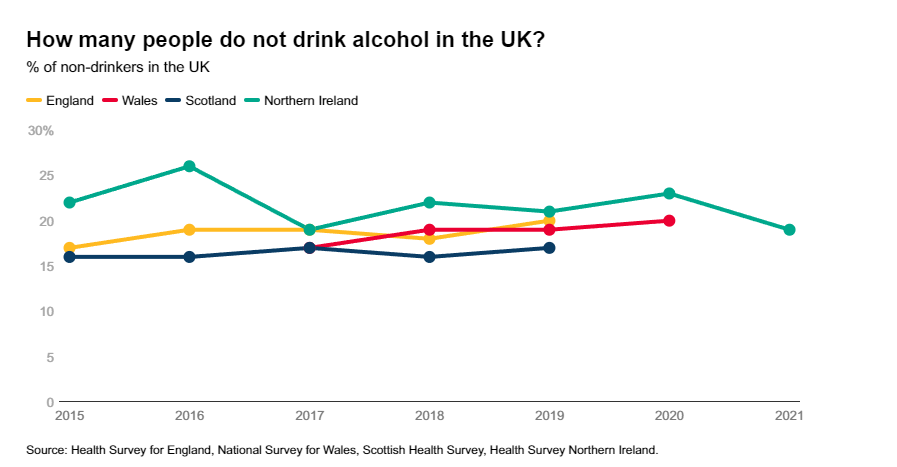 How many people do not drink alcohol in the UK?
% of non-drinkers in the UK
England Wales Scotland Northern Ireland
30%
25
20
15
10
5
0
2015 2016 2017 2018 2019 2020 2021
Source: Health Survey for England, National Survey for Wales, Scottish Health Survey, Health Survey Northern Ireland.